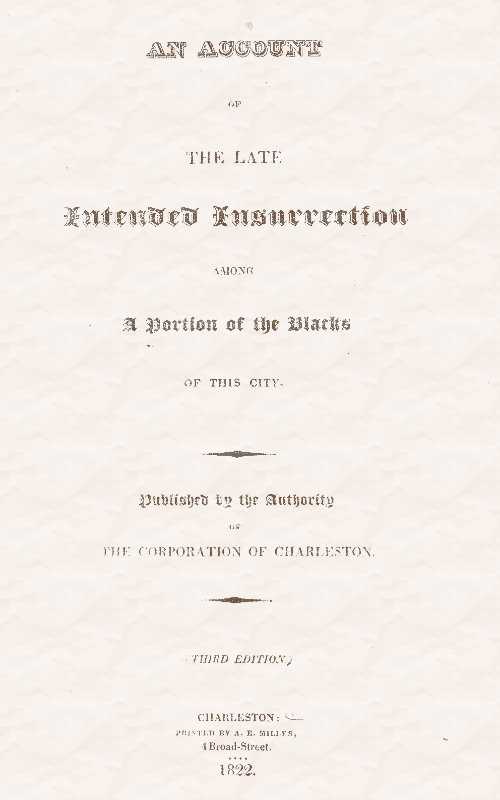 AN ACCOUNT
OF
THE LATE
Intended Insurrection
AMONG
A Portion of the Blacks
OF THIS CITY.
Published by the Authority
OF
THE CORPORATION OF CHARLESTON.
(THIRD EDITION)
CHARLESTON:
PRINTED BY A. E. MILLER,
4 Broad-Street.
1822.